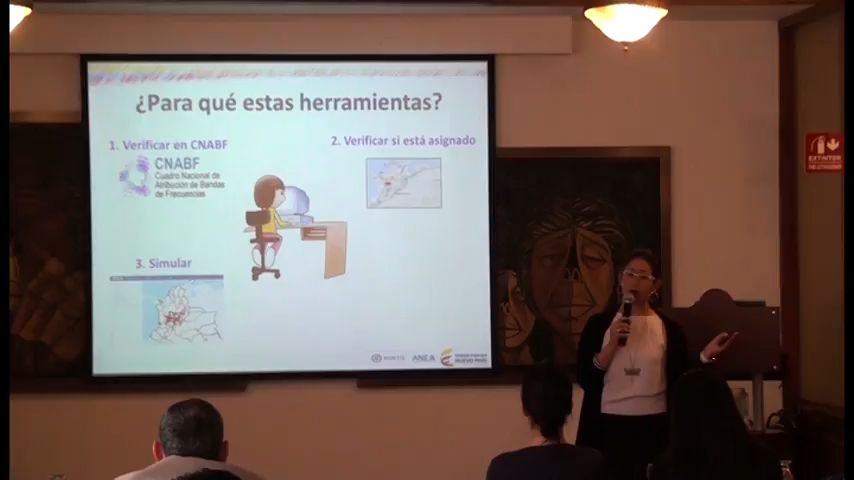 ¿Para qué estas herramientas?
1. Verificar en CNABF
2. Verificar si está asignado
CNABF
Cuadro Nacional de
Atribución de Bandas
de Frecuencias
3. Simular
MINTIC
ANE
EXTINTOR